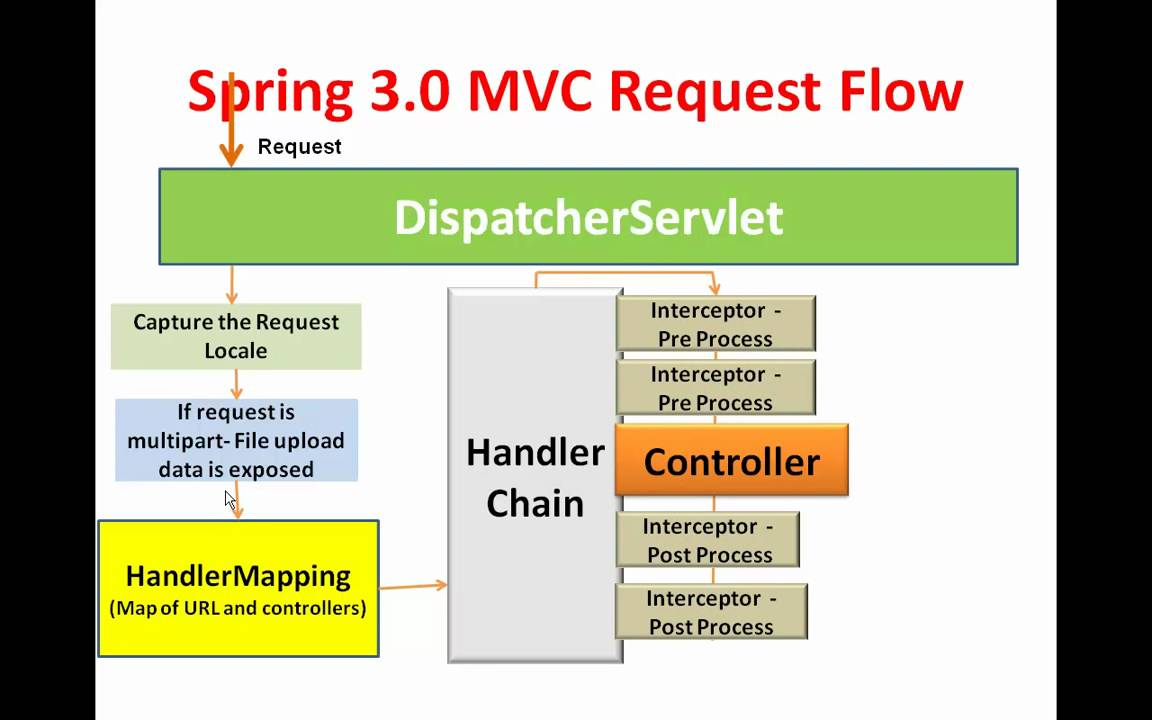 Spring 3.0 MVC Request Flow
Request
DispatcherServlet
Capture the Request
Locale
If request is
multipart- File upload
data is exposed
HandlerMapping
(Map of URL and controllers)
Handler
Chain
Interceptor -
Pre Process
Interceptor -
Pre Process
Controller
Interceptor -
Post Process
Interceptor -
Post Process